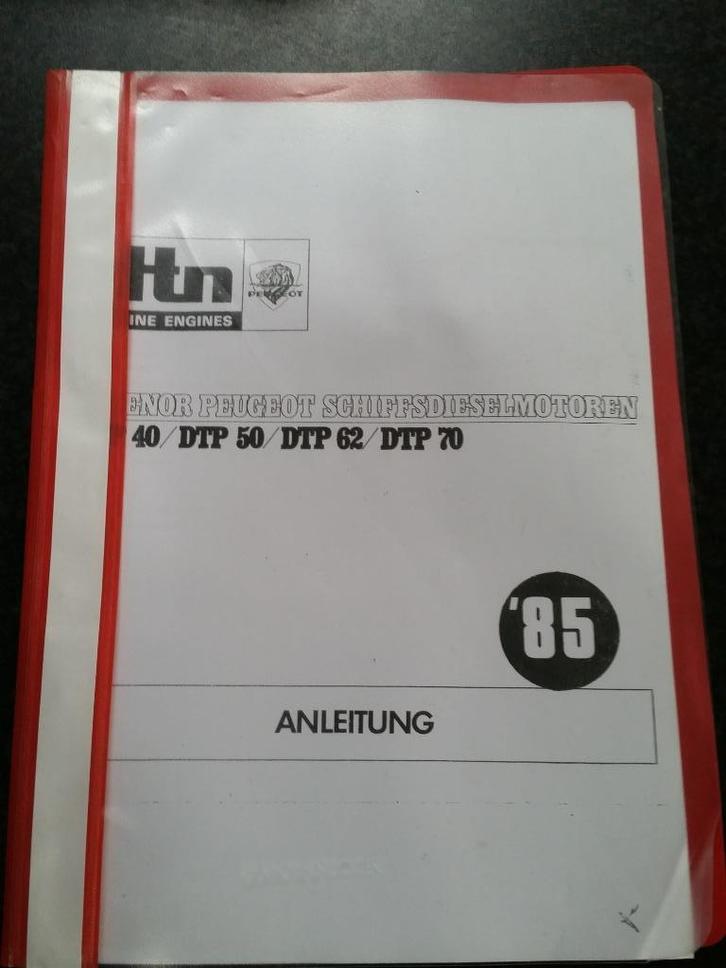 Htn
INE ENGINES
PEUGEOT
ENOR PEUGEOT SCHIFFSDIESELMOTOREN
40/DTP 50/DTP 62/DTP 70
'85
ANLEITUNG